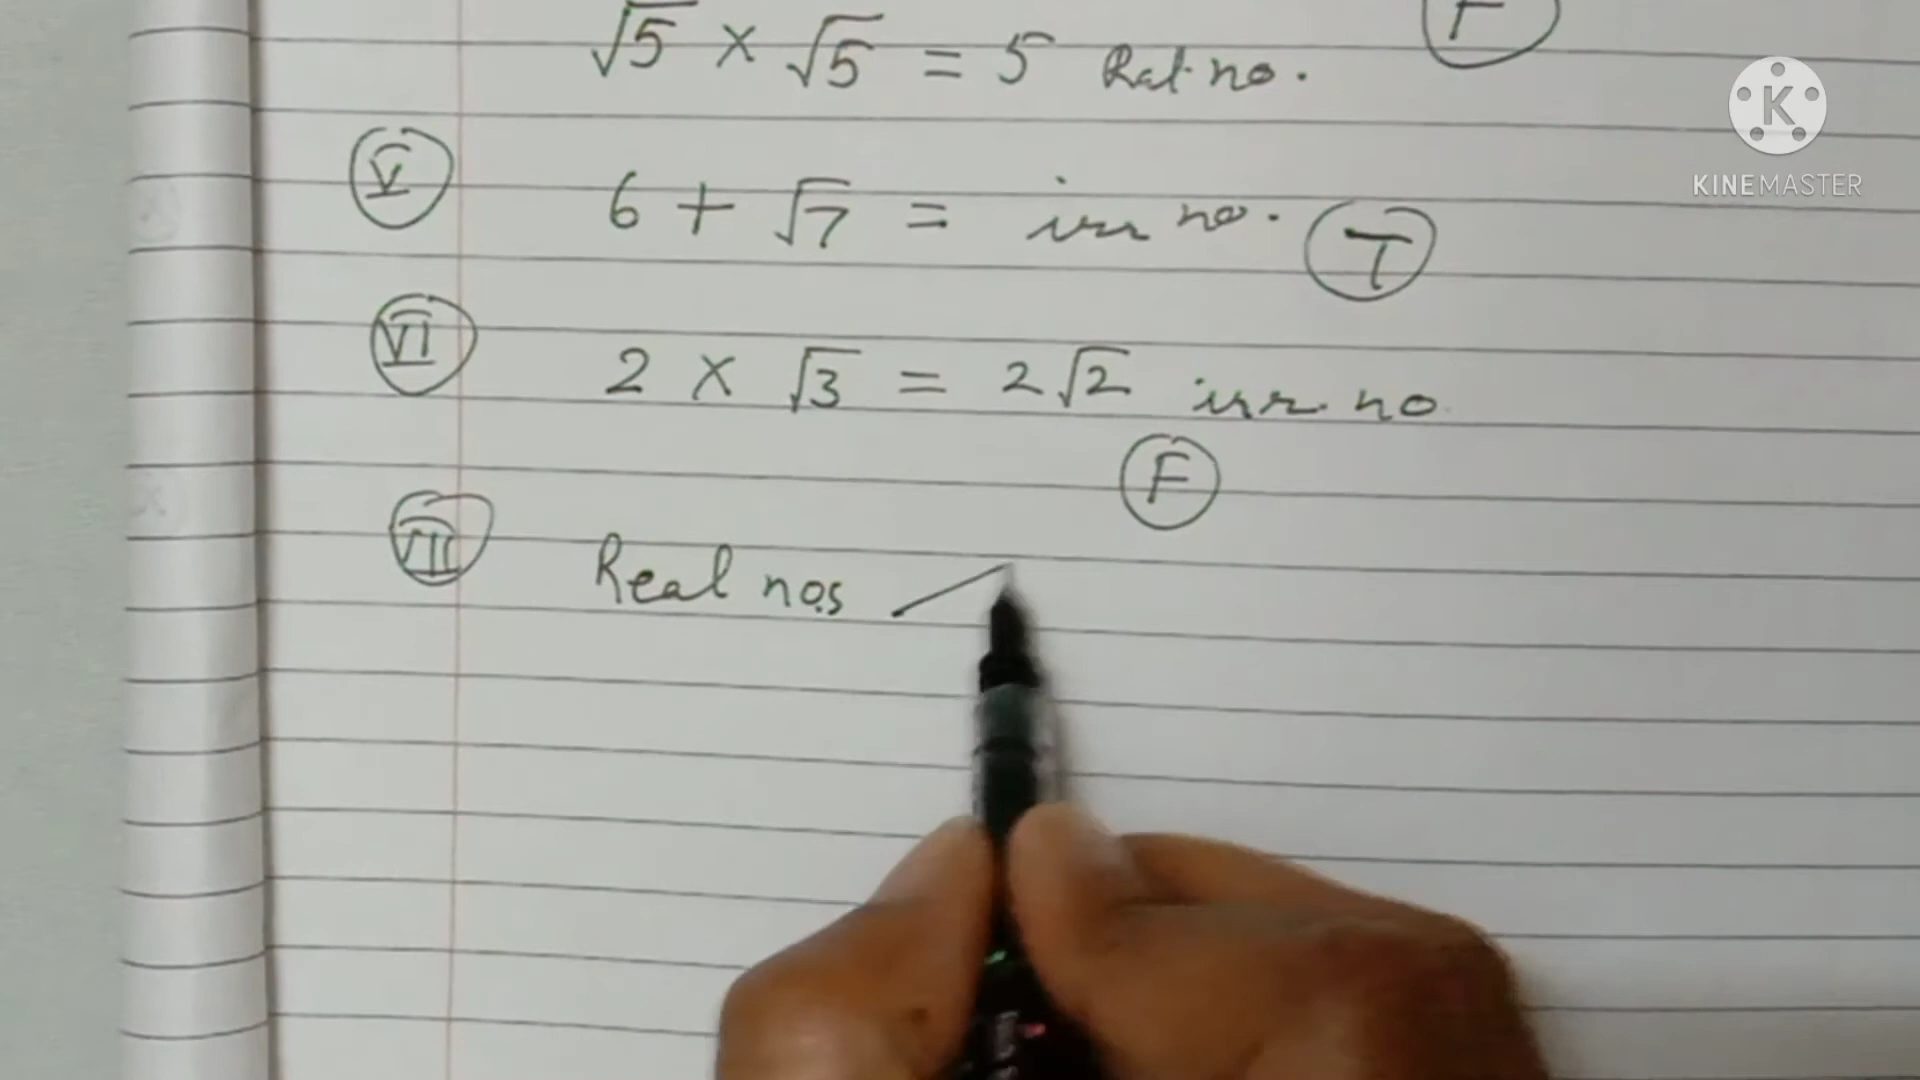 √5 × √5 = 5 Rat. no.
F
K
KINEMASTER
V 6 + √7 = irr no. T
VI 2 × √3 = 2√2 irr. no
F
VII Real nos